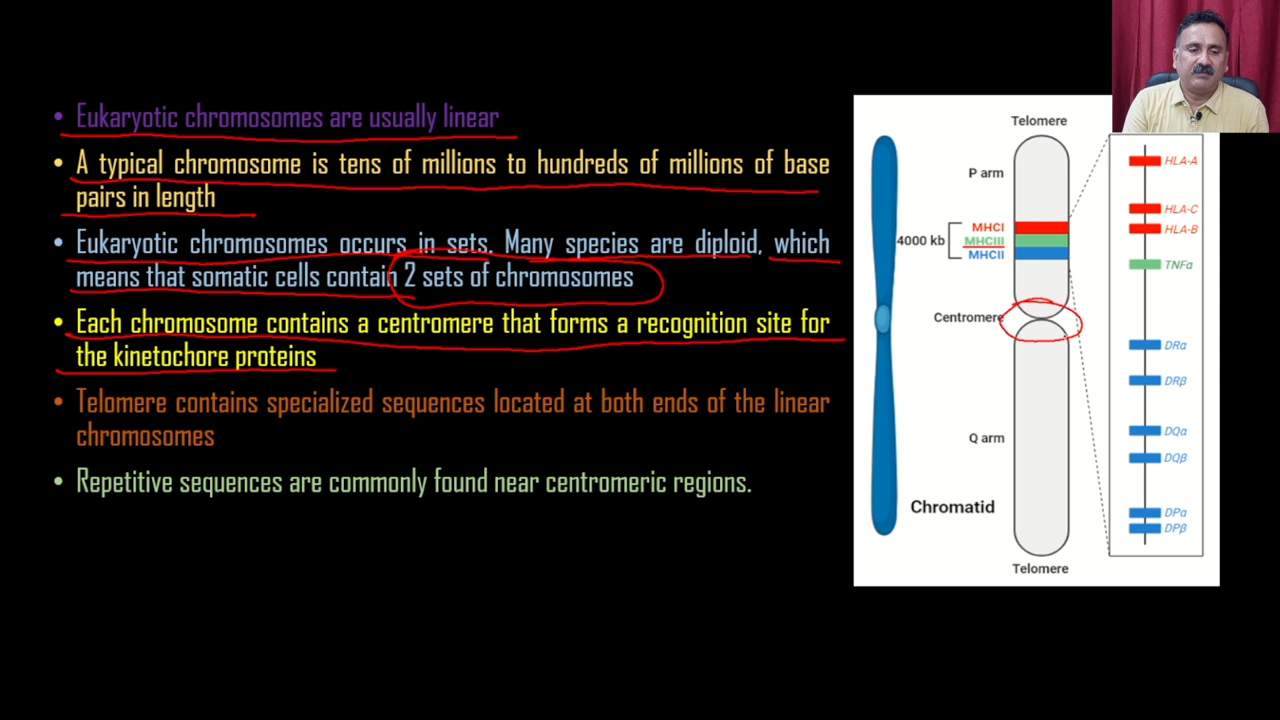 • Eukaryotic chromosomes are usually linear
• A typical chromosome is tens of millions to hundreds of millions of base
pairs in length
• Eukaryotic chromosomes occurs in sets. Many species are diploid, which
means that somatic cells contain 2 sets of chromosomes
• Each chromosome contains a centromere that forms a recognition site for
the kinetochore proteins
• Telomere contains specialized sequences located at both ends of the linear
chromosomes
• Repetitive sequences are commonly found near centromeric regions.
Telomere
P arm
MHCI
4000 kb
MHCIII
MHCII
Centromere
Q arm
Chromatid
Telomere
HLA-A
HLA-C
HLA-B
TNFα
DRα
DRβ
DQα
DQβ
DPα
DPβ